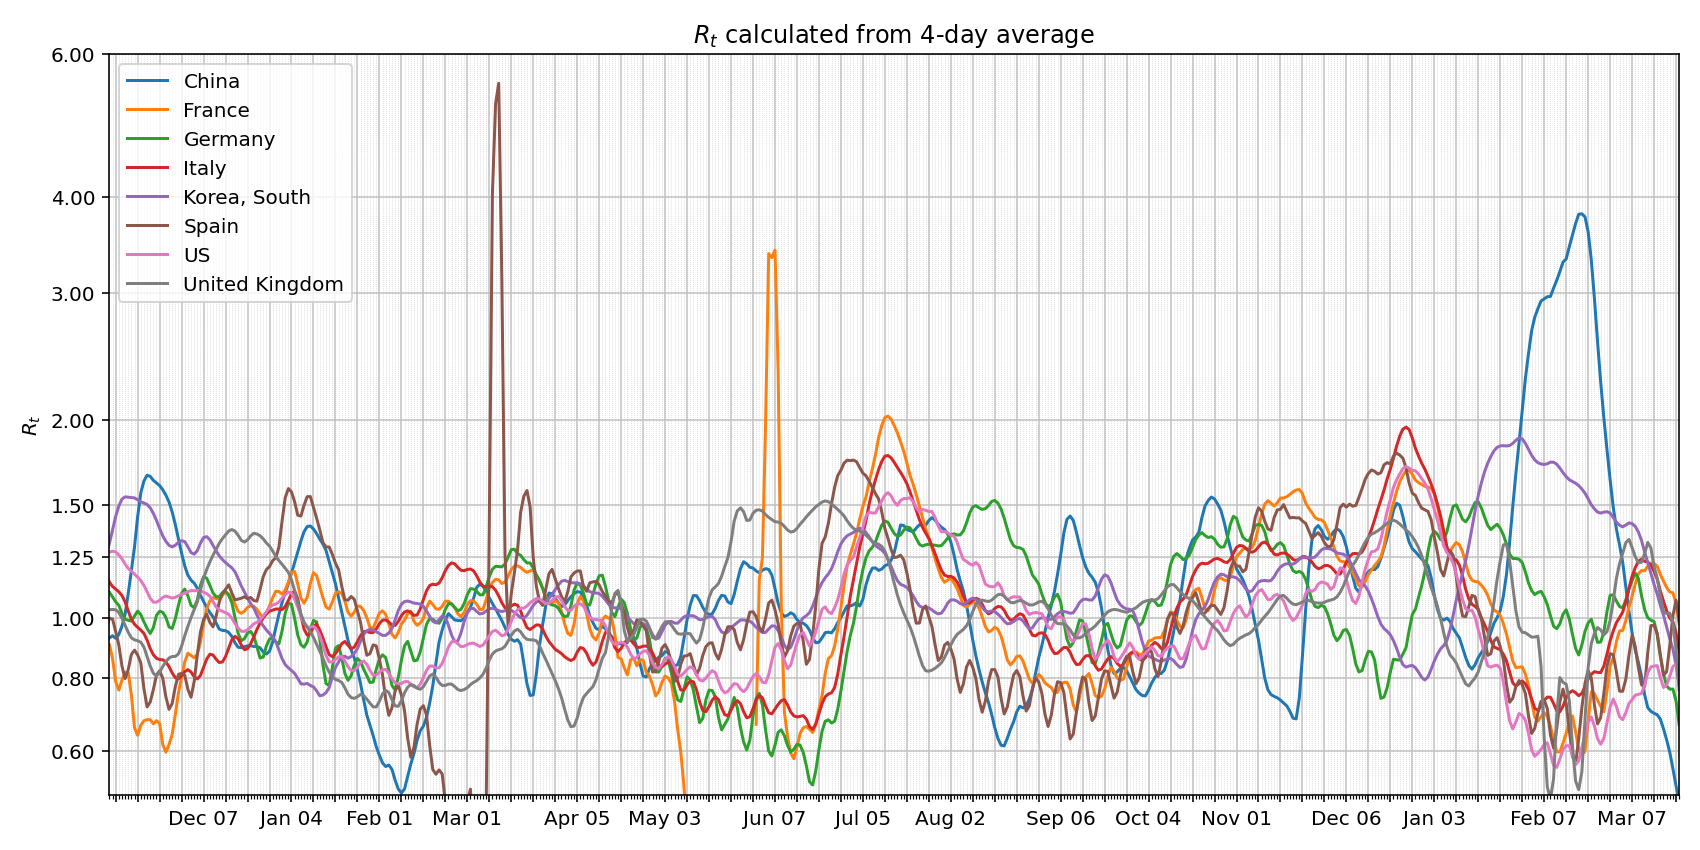 Rt calculated from 4-day average
6.00
4.00
3.00
2.00
1.50
1.25
1.00
0.80
0.60
Rt
China
France
Germany
Italy
Korea, South
Spain
US
United Kingdom
Dec 07 Jan 04 Feb 01 Mar 01 Apr 05 May 03 Jun 07 Jul 05 Aug 02 Sep 06 Oct 04 Nov 01 Dec 06 Jan 03 Feb 07 Mar 07